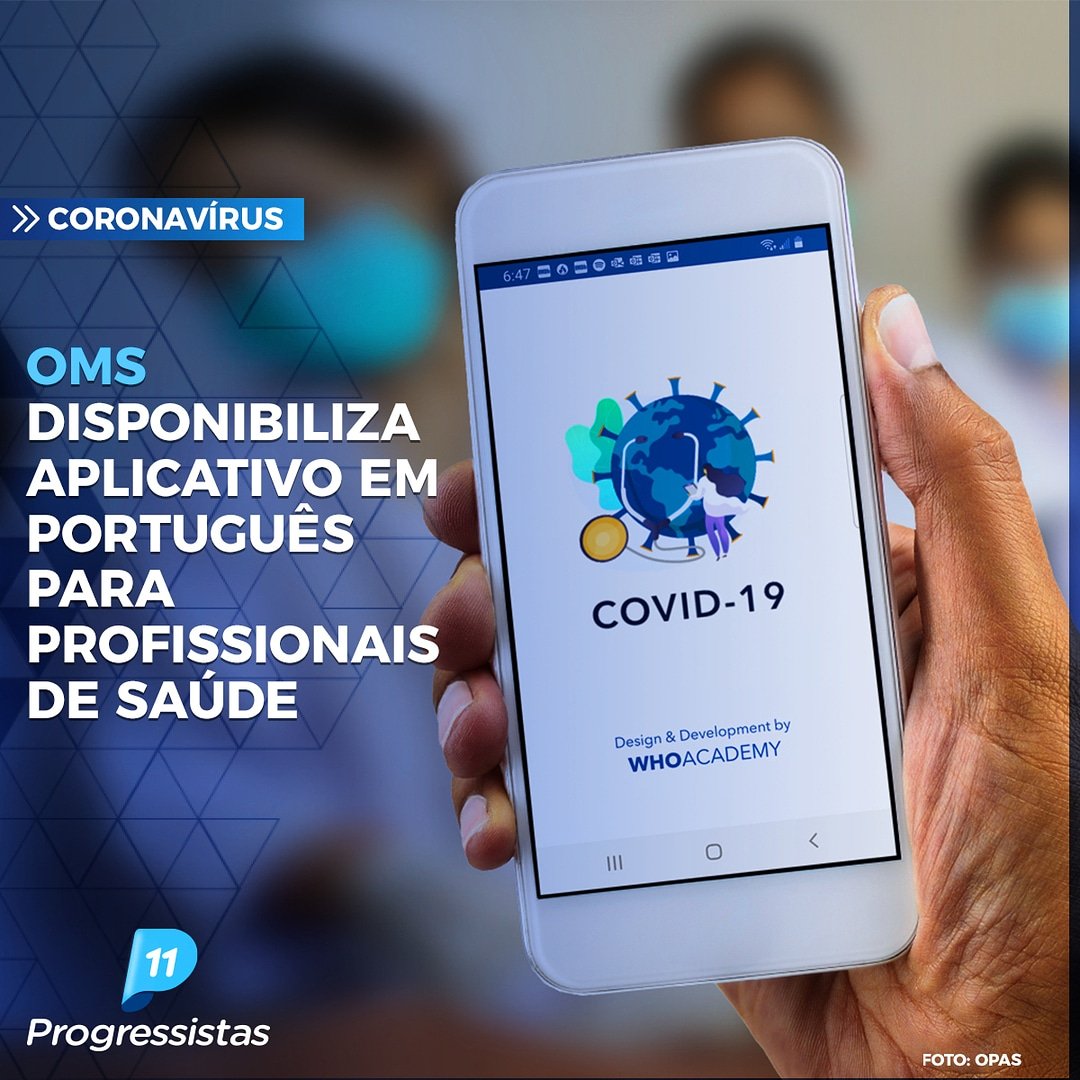 CORONAVÍRUS
OMS
DISPONIBILIZA
APLICATIVO EM
PORTUGUÊS
PARA
PROFISSIONAIS
DE SAÚDE
6:47
COVID-19
Design & Development by
WHOACADEMY
11
Progressistas
FOTO: OPAS